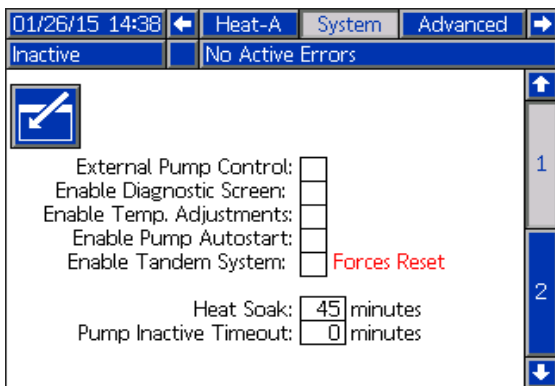 01/26/15 14:38 Heat-A System Advanced
Inactive No Active Errors
External Pump Control:
Enable Diagnostic Screen:
Enable Temp. Adjustments:
Enable Pump Autostart:
Enable Tandem System: Forces Reset
Heat Soak: 45 minutes
Pump Inactive Timeout: 0 minutes
1
2